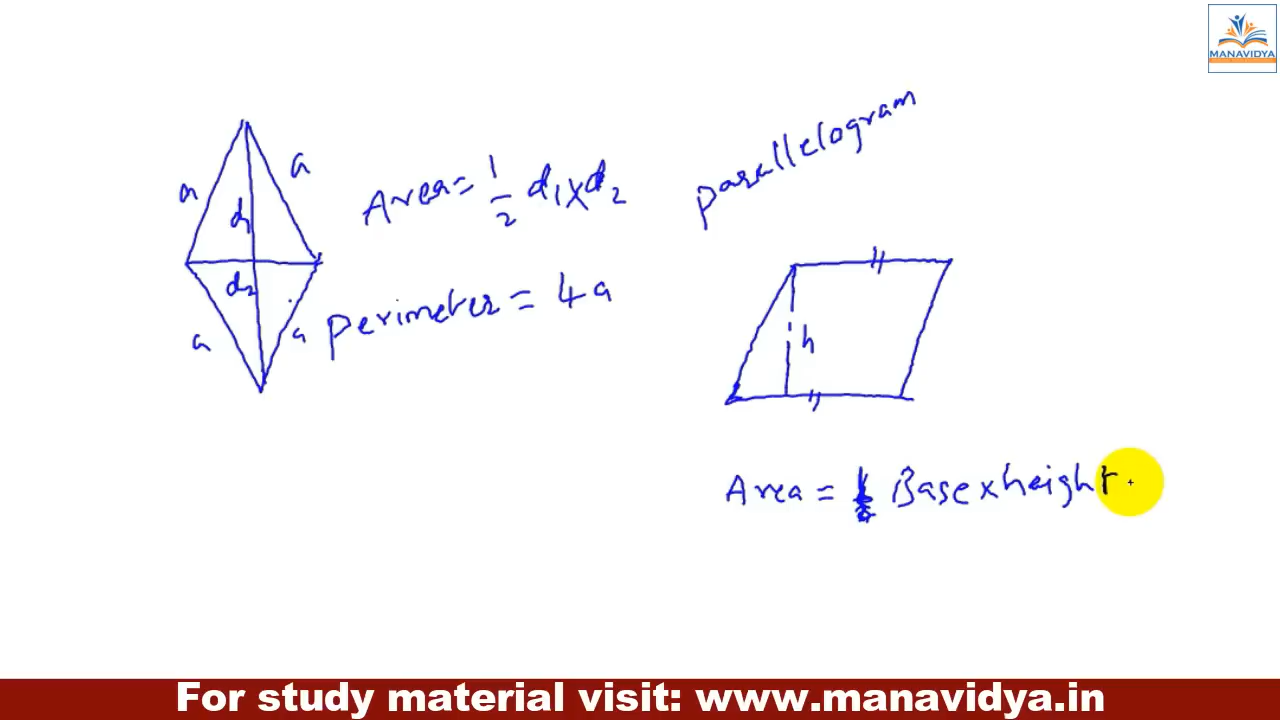 MANAVIDYA
a
a
d1
d2
a
a
Area = 1/2 d1 x d2
perimeter = 4a
parallelogram
h
Area = Base x height
For study material visit: www.manavidya.in